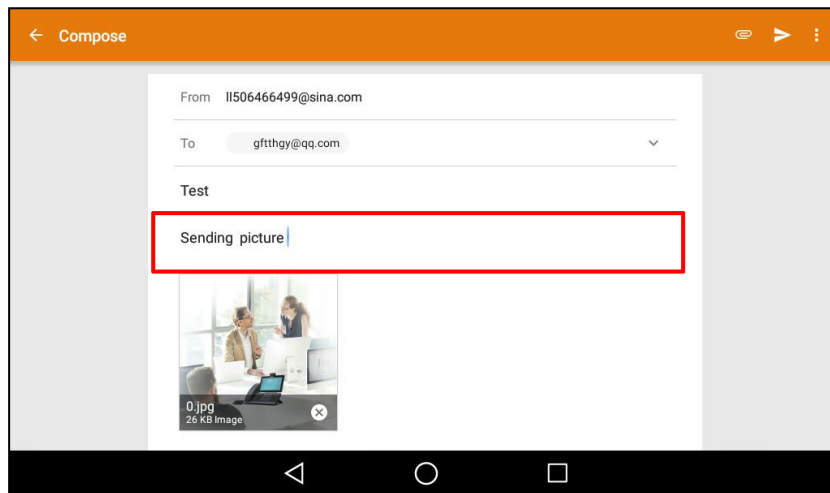 Compose
From ll506466499@sina.com
To gftthgy@qq.com
Test
Sending picture
0.jpg
26 KB Image